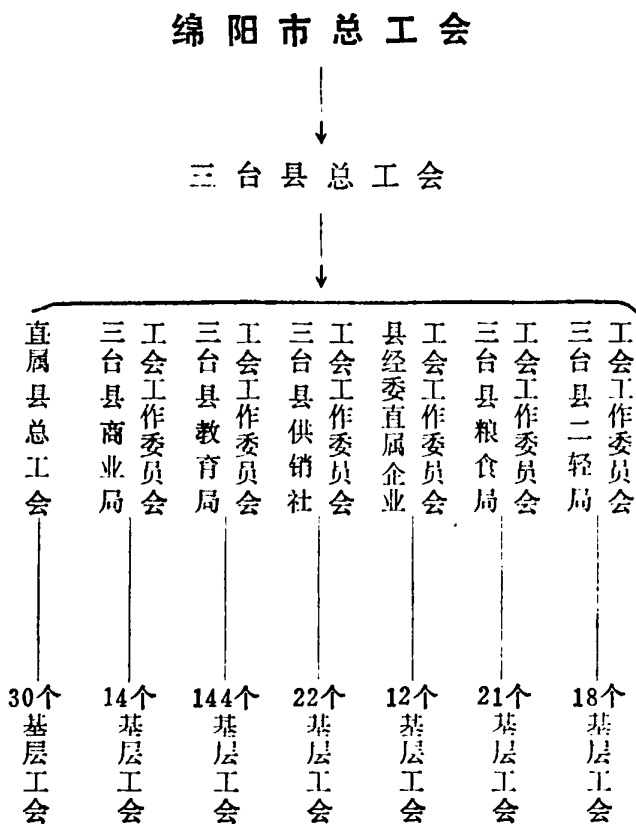 绵阳市总工会
三台县总工会
直属县总工会
三台县商业局
工会工作委员会
三台县教育局
工会工作委员会
三台县供销社
工会工作委员会
县经委直属企业
工会工作委员会
三台县粮食局
工会工作委员会
三台县二轻局
工会工作委员会
30个
基层工会
14个
基层工会
144个
基层工会
22个
基层工会
12个
基层工会
21个
基层工会
18个
基层工会